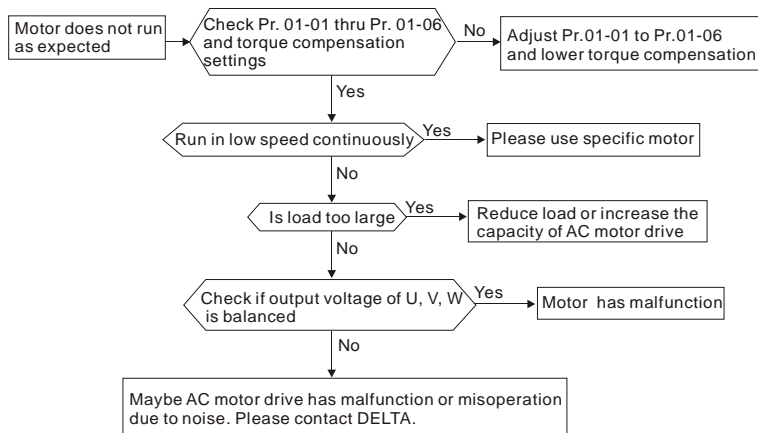 Motor does not run
as expected
Check Pr. 01-01 thru Pr. 01-06
and torque compensation
settings
No
Adjust Pr.01-01 to Pr.01-06
and lower torque compensation
Yes
Run in low speed continuously
Yes
Please use specific motor
No
Is load too large
Yes
Reduce load or increase the
capacity of AC motor drive
No
Check if output voltage of U, V, W
is balanced
Yes
Motor has malfunction
No
Maybe AC motor drive has malfunction or misoperation
due to noise. Please contact DELTA.